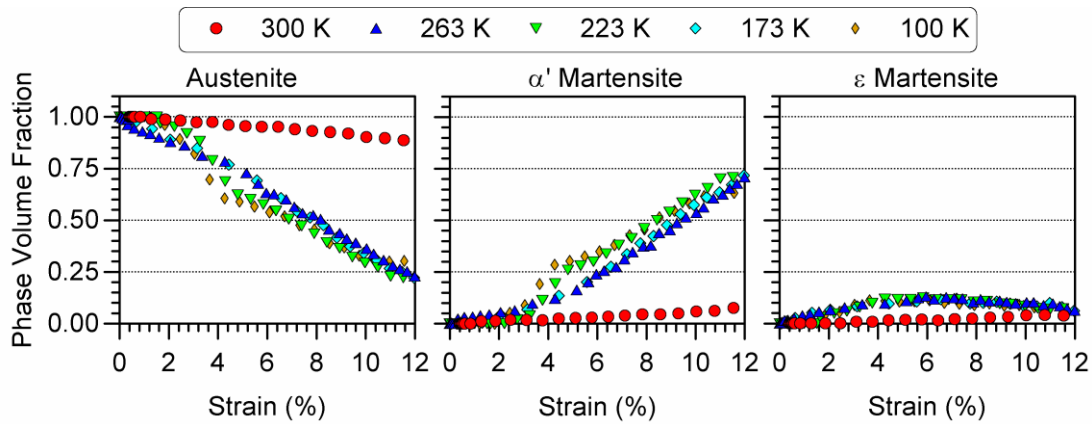 300 K 263 K 223 K 173 K 100 K
Austenite α' Martensite ε Martensite
Phase Volume Fraction
1.00
0.75
0.50
0.25
0.00
0 2 4 6 8 10 12 0 2 4 6 8 10 12 0 2 4 6 8 10 12
Strain (%) Strain (%) Strain (%)